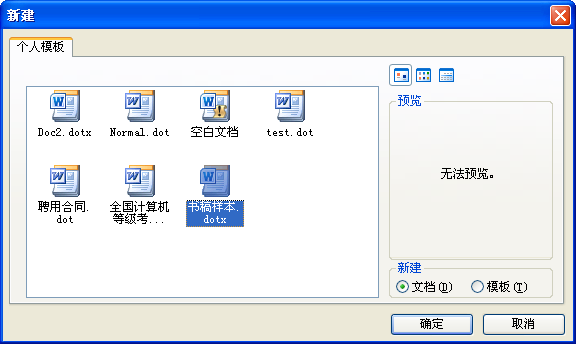 新建
个人模板
Doc2.dotx
Normal.dot
空白文档
test.dot
聘用合同.
dot
全国计算机
等级考...
书稿样本.
dotx
预览
无法预览。
新建
文档(D)
模板(T)
确定
取消